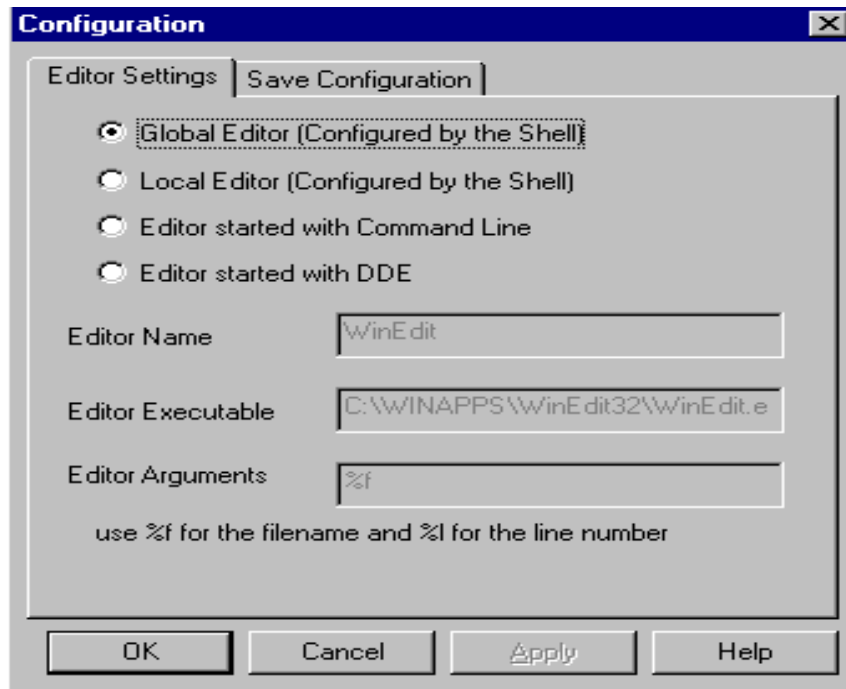 Configuration
Editor Settings
Save Configuration
Global Editor (Configured by the Shell)
Local Editor (Configured by the Shell)
Editor started with Command Line
Editor started with DDE
Editor Name
WinEdit
Editor Executable
C:\WINAPPS\WinEdit32\WinEdit.e
Editor Arguments
%f
use %f for the filename and %l for the line number
OK
Cancel
Apply
Help